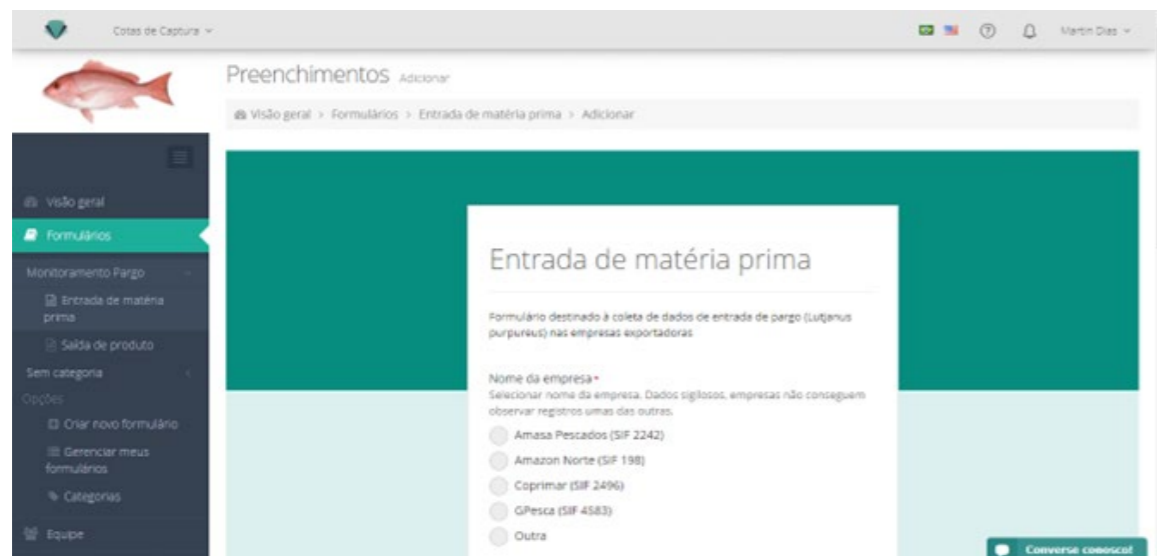 Cotas de Captura
Martin Dias
Preenchimentos Adicionar
Visão geral > Formulários > Entrada de matéria prima > Adicionar
Visão geral
Formulários
Monitoramento Pargo
Entrada de matéria
prima
Saída de produto
Sem categoria
Opções
Criar novo formulário
Gerenciar meus
formulários
Categorias
Equipe
Entrada de matéria prima
Formulário destinado à coleta de dados de entrada de pargo (Lutjanus
purpureus) nas empresas exportadoras
Nome da empresa*
Selecionar nome da empresa. Dados sigilosos, empresas não conseguem
observar registros umas das outras.
Amasa Pescados (SIF 2242)
Amazon Norte (SIF 198)
Coprimar (SIF 2496)
GPesca (SIF 4583)
Outra
Converse conosco!